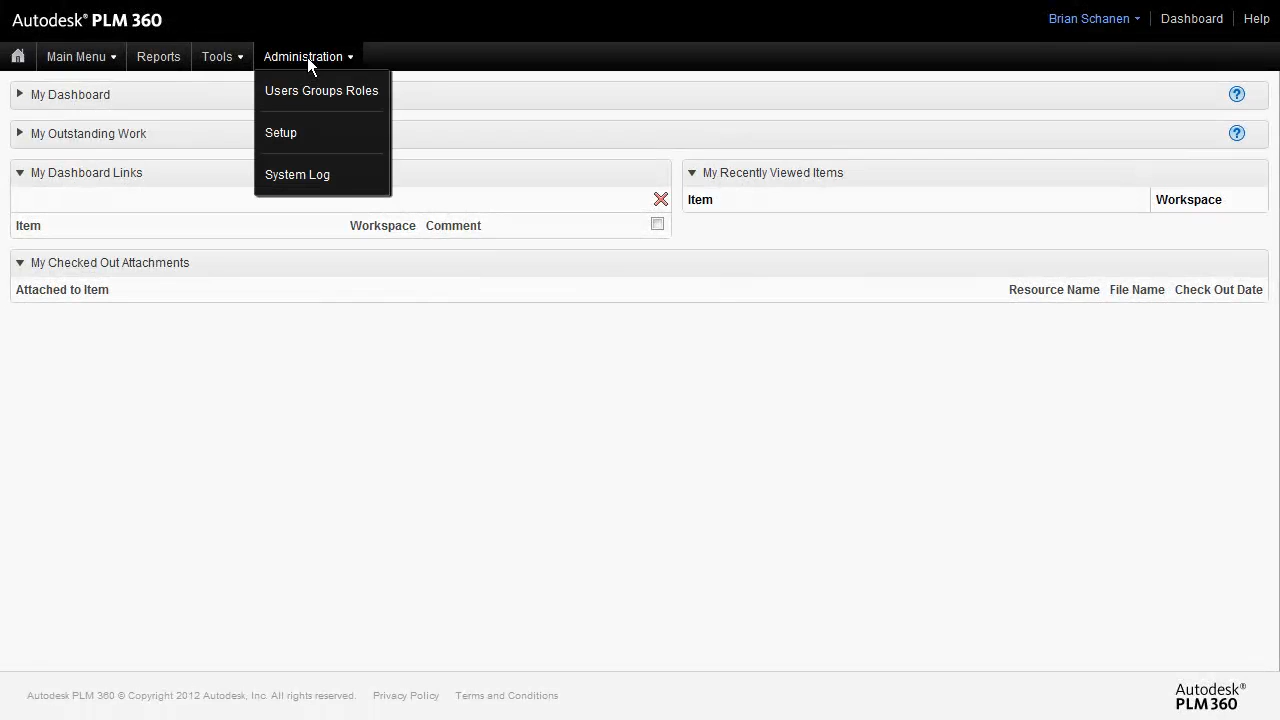 Autodesk® PLM 360
Brian Schanen
Dashboard
Help
Main Menu
Reports
Tools
Administration
Users Groups Roles
Setup
System Log
My Dashboard
?
My Outstanding Work
?
My Dashboard Links
Item
Workspace
Comment
My Recently Viewed Items
Item
Workspace
My Checked Out Attachments
Attached to Item
Resource Name
File Name
Check Out Date
Autodesk PLM 360 © Copyright 2012 Autodesk, Inc. All rights reserved.
Privacy Policy
Terms and Conditions
Autodesk®
PLM 360